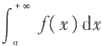 ∫_a^{+∞} f(x) dx